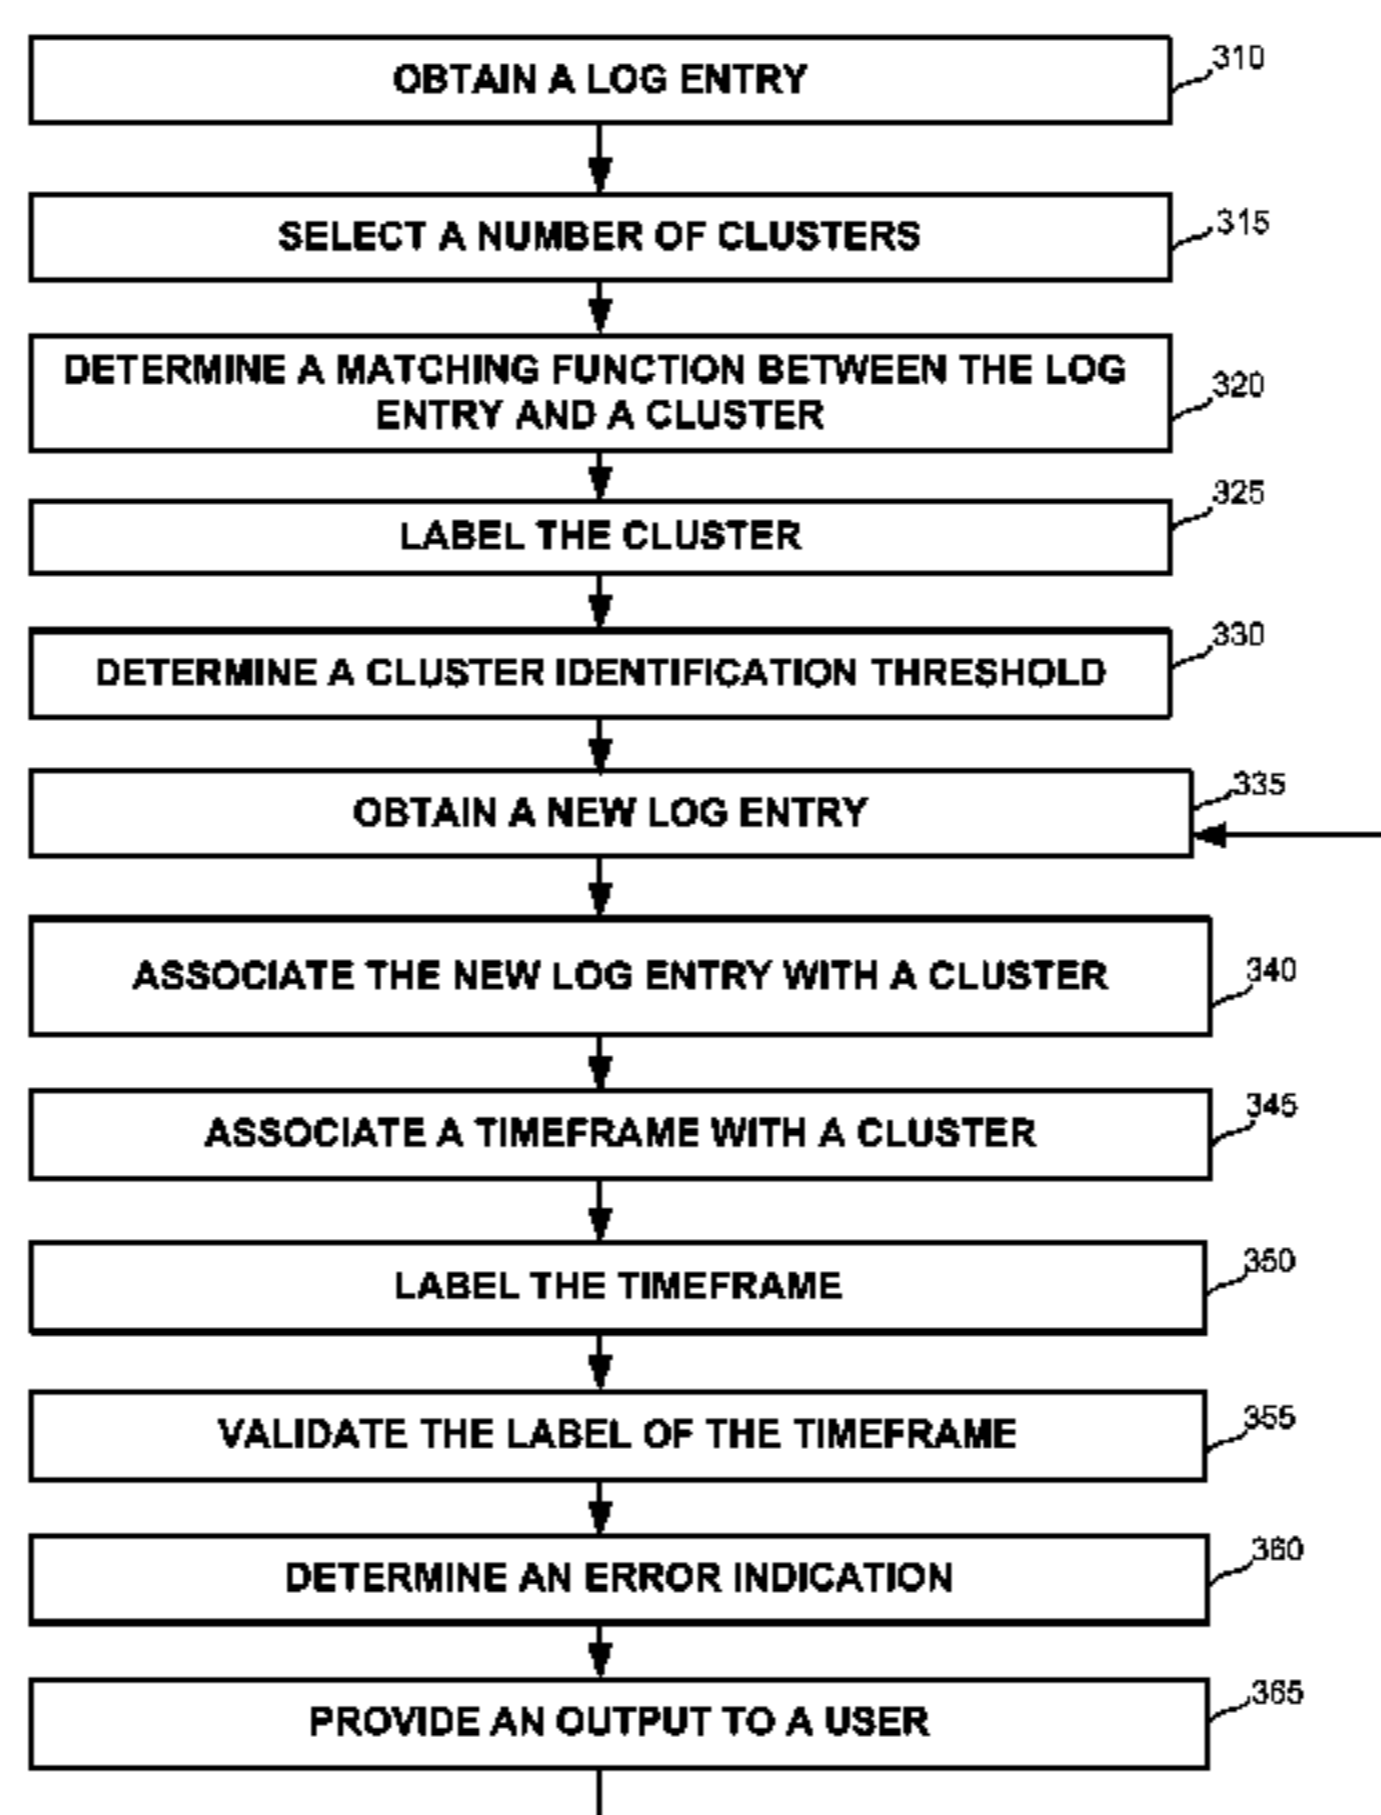 OBTAIN A LOG ENTRY
310
SELECT A NUMBER OF CLUSTERS
315
DETERMINE A MATCHING FUNCTION BETWEEN THE LOG
ENTRY AND A CLUSTER
320
LABEL THE CLUSTER
325
DETERMINE A CLUSTER IDENTIFICATION THRESHOLD
330
OBTAIN A NEW LOG ENTRY
335
ASSOCIATE THE NEW LOG ENTRY WITH A CLUSTER
340
ASSOCIATE A TIMEFRAME WITH A CLUSTER
345
LABEL THE TIMEFRAME
350
VALIDATE THE LABEL OF THE TIMEFRAME
355
DETERMINE AN ERROR INDICATION
360
PROVIDE AN OUTPUT TO A USER
365